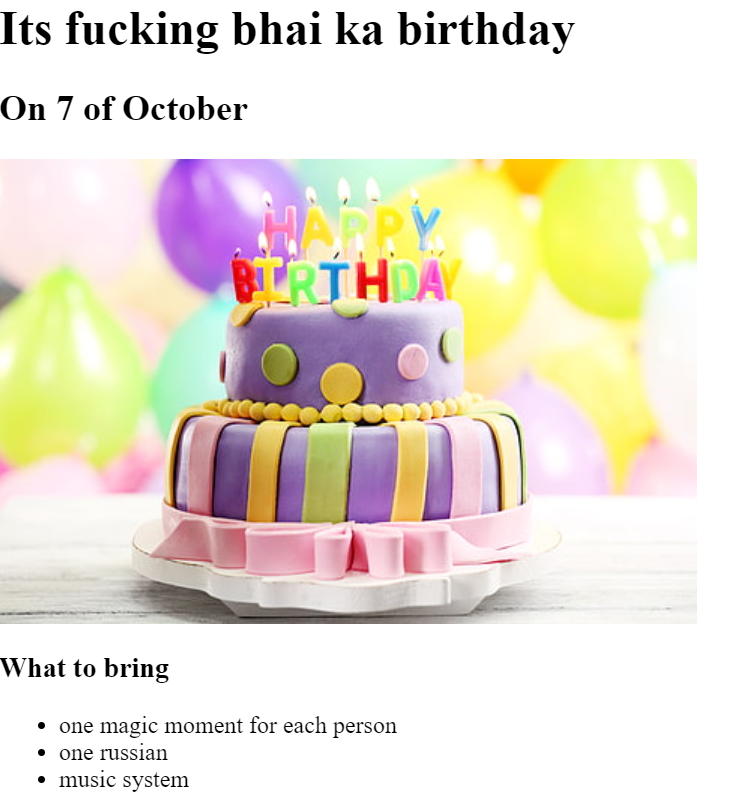 Its fucking bhai ka birthday
On 7 of October
HAPPY
BIRTHDAY
What to bring
one magic moment for each person
one russian
music system